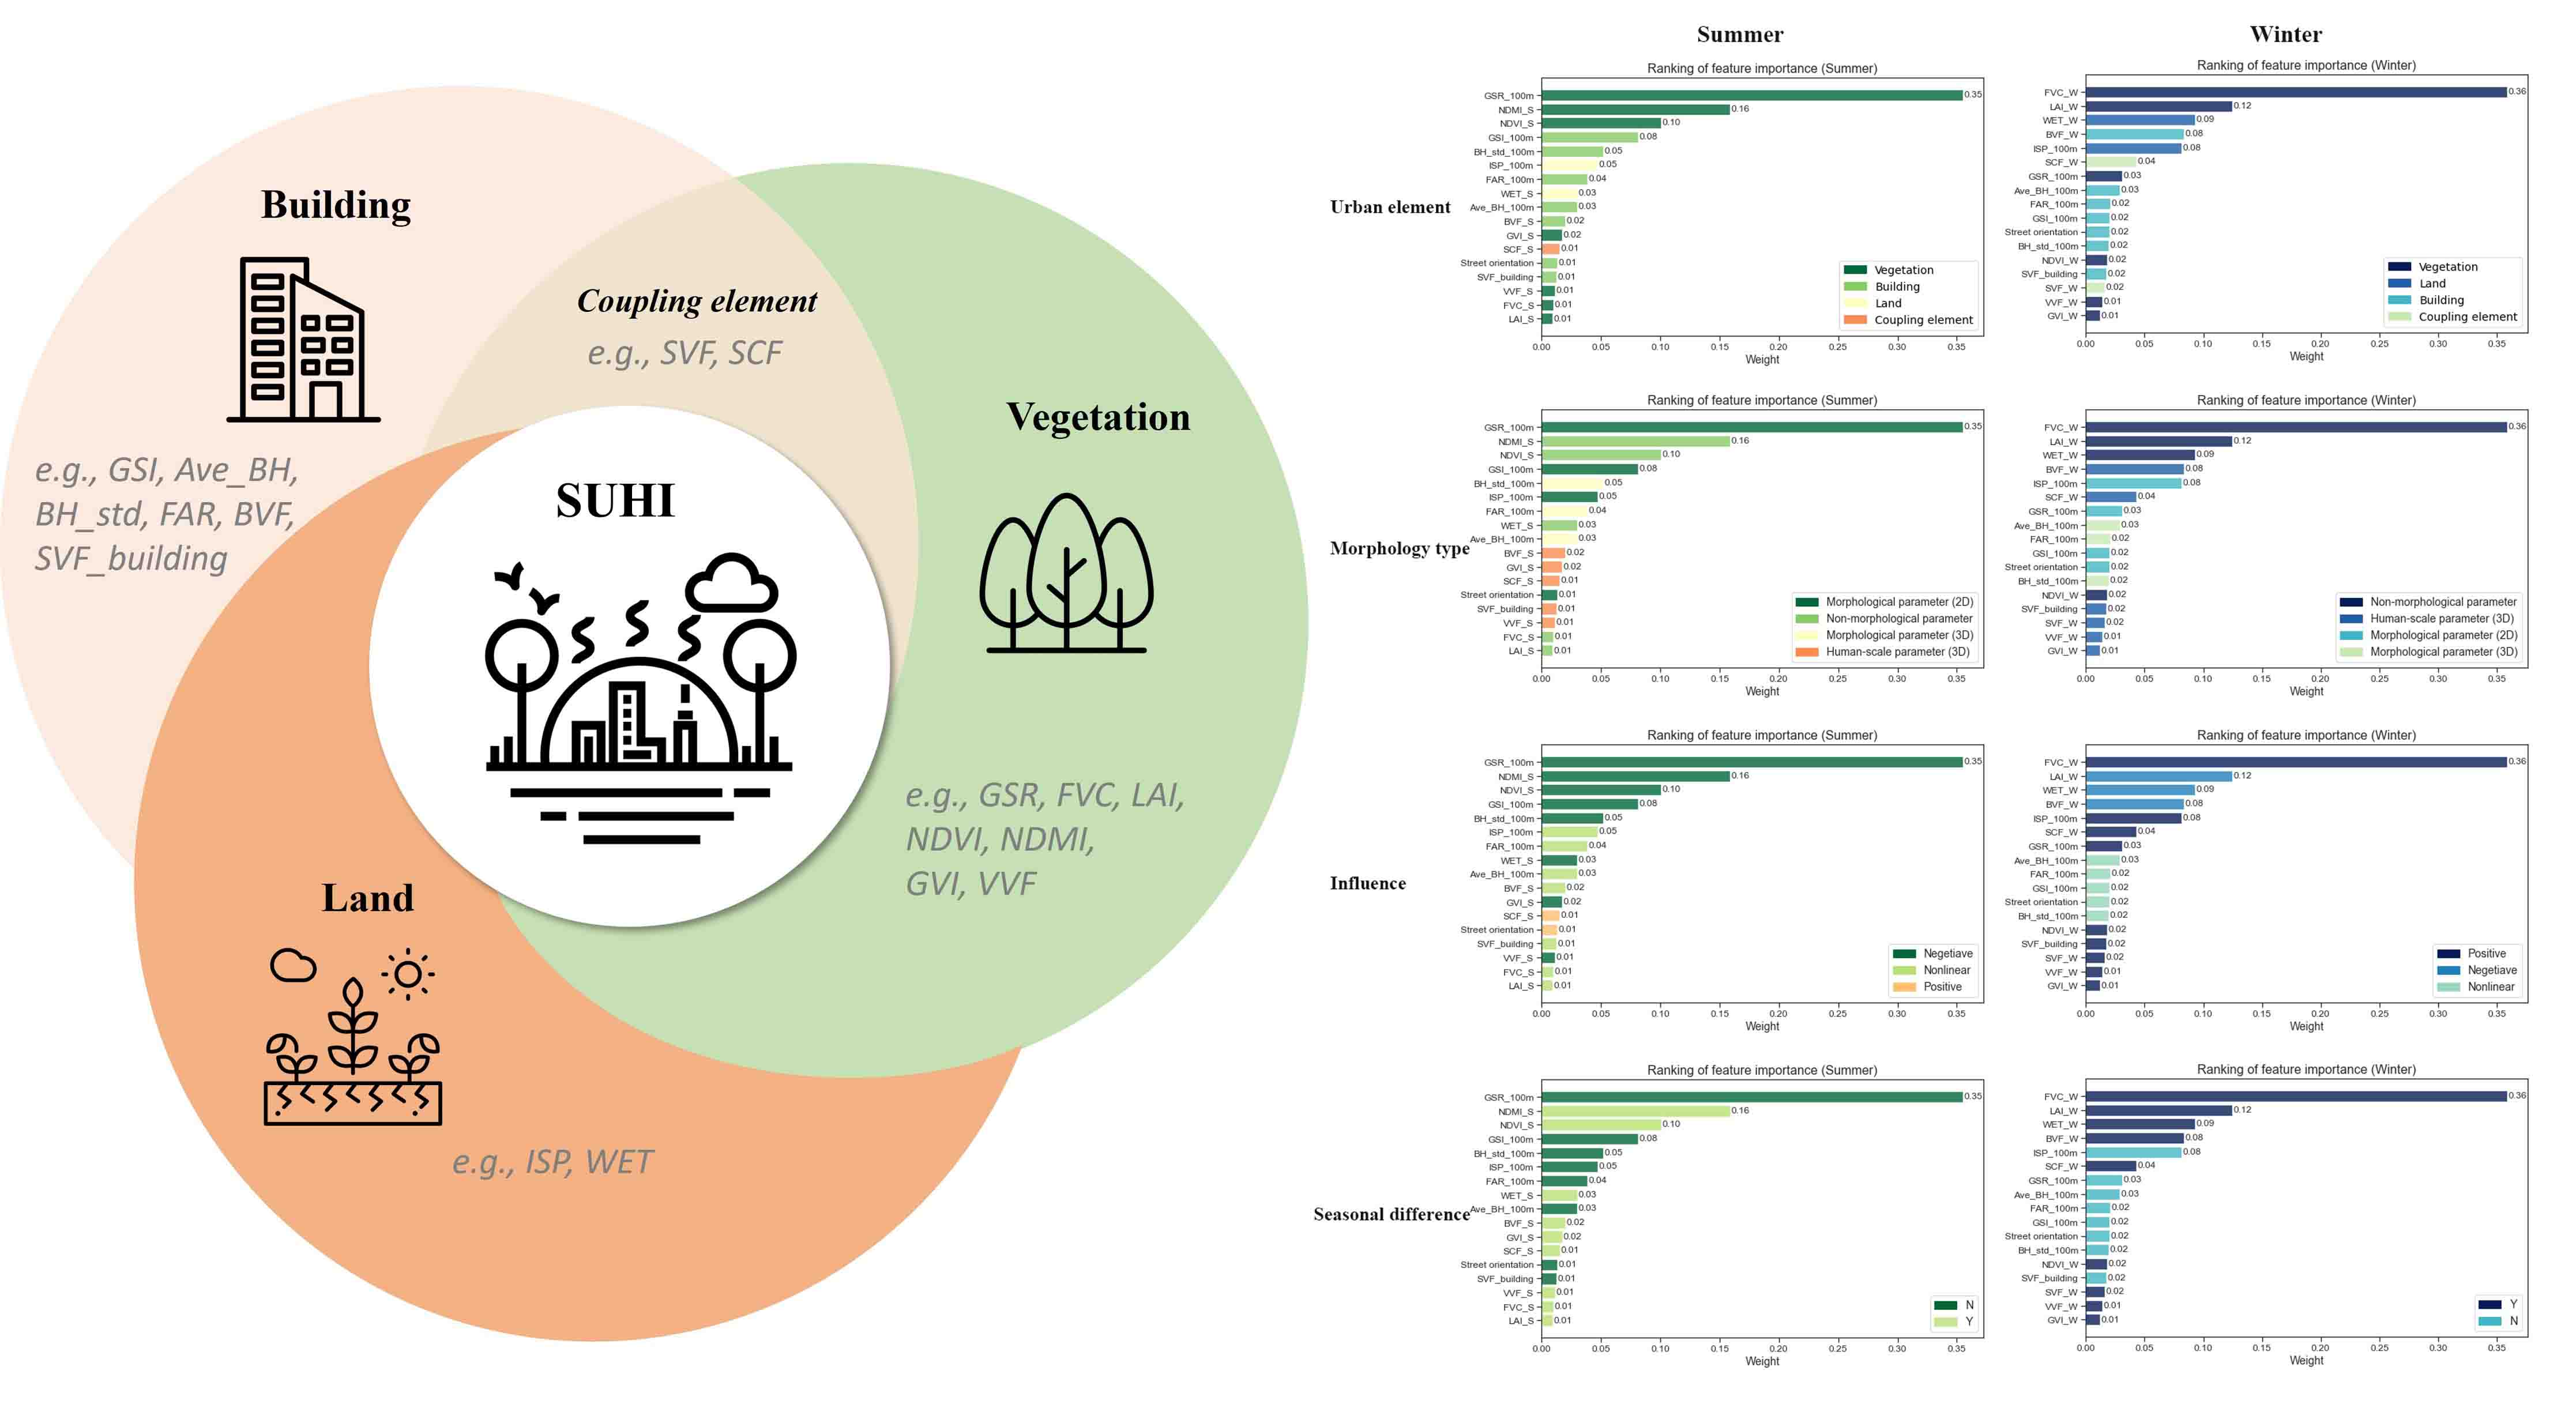 Building
e.g., GSI, Ave_BH,
BH_std, FAR, BVF,
SVF_building
Coupling element
e.g., SVF, SCF
Vegetation
e.g., GSR, FVC, LAI,
NDVI, NDMI,
GVI, VVF
SUHI
Land
e.g., ISP, WET
Summer
Winter
Urban element
Ranking of feature importance (Summer)
GSR_100m 0.35
NDMI_S 0.16
NDVI_S 0.10
GSI_100m 0.08
BH_std_100m 0.05
ISP_100m 0.05
FAR_100m 0.04
WET_S 0.03
Ave_BH_100m 0.03
BVF_S 0.02
GVI_S 0.02
SCF_S 0.01
Street orientation 0.01
SVF_building 0.01
VVF_S 0.01
FVC_S 0.01
LAI_S 0.01
Vegetation
Building
Land
Coupling element
0.00 0.05 0.10 0.15 0.20 0.25 0.30 0.35
Weight
Ranking of feature importance (Winter)
FVC_W 0.36
LAI_W 0.12
WET_W 0.09
BVF_W 0.08
ISP_100m 0.08
SCF_W 0.04
GSR_100m 0.03
Ave_BH_100m 0.03
FAR_100m 0.02
GSI_100m 0.02
Street orientation 0.02
BH_std_100m 0.02
NDVI_W 0.02
SVF_building 0.02
SVF_W 0.02
VVF_W 0.01
GVI_W 0.01
Vegetation
Land
Building
Coupling element
0.00 0.05 0.10 0.15 0.20 0.25 0.30 0.35
Weight
Morphology type
Ranking of feature importance (Summer)
GSR_100m 0.35
NDMI_S 0.16
NDVI_S 0.10
GSI_100m 0.08
BH_std_100m 0.05
ISP_100m 0.05
FAR_100m 0.04
WET_S 0.03
Ave_BH_100m 0.03
BVF_S 0.02
GVI_S 0.02
SCF_S 0.01
Street orientation 0.01
SVF_building 0.01
VVF_S 0.01
FVC_S 0.01
LAI_S 0.01
Morphological parameter (2D)
Non-morphological parameter
Morphological parameter (3D)
Human-scale parameter (3D)
0.00 0.05 0.10 0.15 0.20 0.25 0.30 0.35
Weight
Ranking of feature importance (Winter)
FVC_W 0.36
LAI_W 0.12
WET_W 0.09
BVF_W 0.08
ISP_100m 0.08
SCF_W 0.04
GSR_100m 0.03
Ave_BH_100m 0.03
FAR_100m 0.02
GSI_100m 0.02
Street orientation 0.02
BH_std_100m 0.02
NDVI_W 0.02
SVF_building 0.02
SVF_W 0.02
VVF_W 0.01
GVI_W 0.01
Non-morphological parameter
Human-scale parameter (3D)
Morphological parameter (2D)
Morphological parameter (3D)
0.00 0.05 0.10 0.15 0.20 0.25 0.30 0.35
Weight
Influence
Ranking of feature importance (Summer)
GSR_100m 0.35
NDMI_S 0.16
NDVI_S 0.10
GSI_100m 0.08
BH_std_100m 0.05
ISP_100m 0.05
FAR_100m 0.04
WET_S 0.03
Ave_BH_100m 0.03
BVF_S 0.02
GVI_S 0.02
SCF_S 0.01
Street orientation 0.01
SVF_building 0.01
VVF_S 0.01
FVC_S 0.01
LAI_S 0.01
Negetiave
Nonlinear
Positive
0.00 0.05 0.10 0.15 0.20 0.25 0.30 0.35
Weight
Ranking of feature importance (Winter)
FVC_W 0.36
LAI_W 0.12
WET_W 0.09
BVF_W 0.08
ISP_100m 0.08
SCF_W 0.04
GSR_100m 0.03
Ave_BH_100m 0.03
FAR_100m 0.02
GSI_100m 0.02
Street orientation 0.02
BH_std_100m 0.02
NDVI_W 0.02
SVF_building 0.02
SVF_W 0.02
VVF_W 0.01
GVI_W 0.01
Positive
Negetiave
Nonlinear
0.00 0.05 0.10 0.15 0.20 0.25 0.30 0.35
Weight
Seasonal difference
Ranking of feature importance (Summer)
GSR_100m 0.35
NDMI_S 0.16
NDVI_S 0.10
GSI_100m 0.08
BH_std_100m 0.05
ISP_100m 0.05
FAR_100m 0.04
WET_S 0.03
Ave_BH_100m 0.03
BVF_S 0.02
GVI_S 0.02
SCF_S 0.01
Street orientation 0.01
SVF_building 0.01
VVF_S 0.01
FVC_S 0.01
LAI_S 0.01
N
Y
0.00 0.05 0.10 0.15 0.20 0.25 0.30 0.35
Weight
Ranking of feature importance (Winter)
FVC_W 0.36
LAI_W 0.12
WET_W 0.09
BVF_W 0.08
ISP_100m 0.08
SCF_W 0.04
GSR_100m 0.03
Ave_BH_100m 0.03
FAR_100m 0.02
GSI_100m 0.02
Street orientation 0.02
BH_std_100m 0.02
NDVI_W 0.02
SVF_building 0.02
SVF_W 0.02
VVF_W 0.01
GVI_W 0.01
Y
N
0.00 0.05 0.10 0.15 0.20 0.25 0.30 0.35
Weight